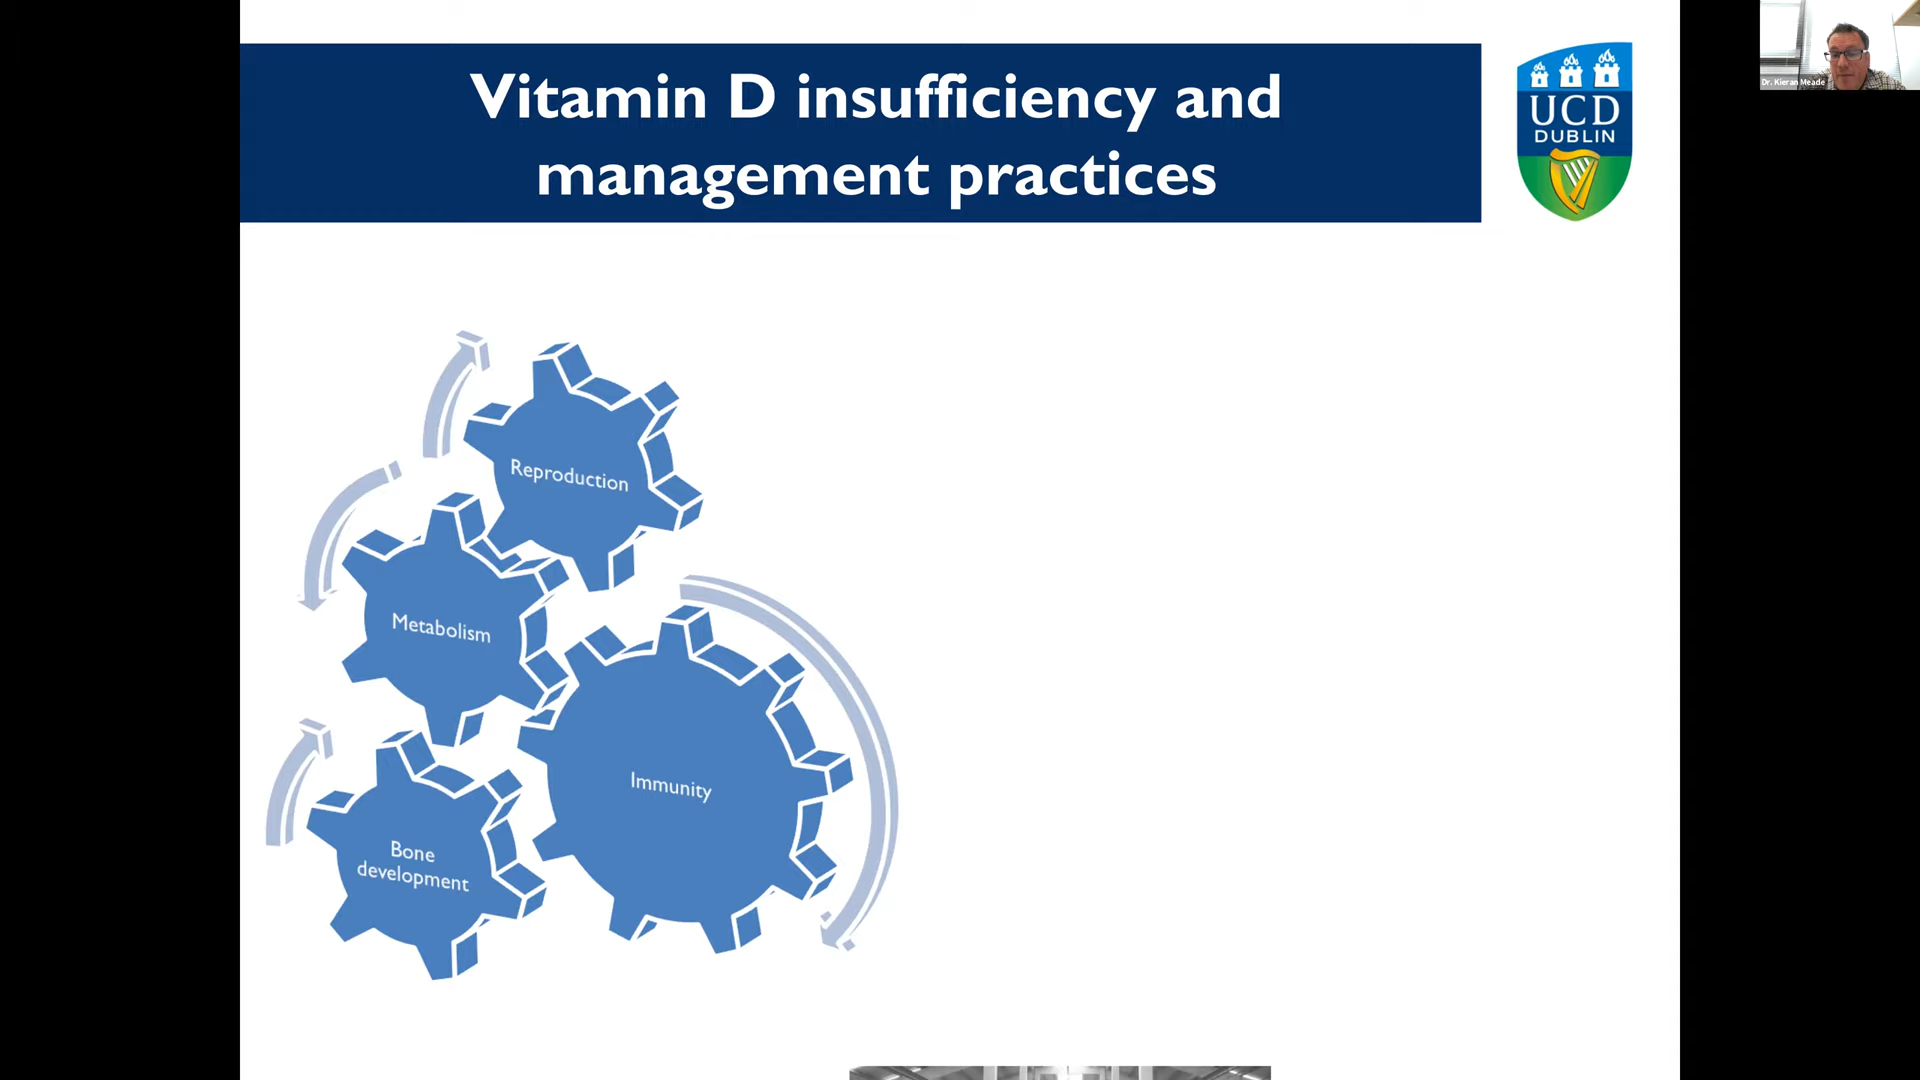 Vitamin D insufficiency and
management practices
UCD
DUBLIN
Dr. Kieran Meade
Reproduction
Metabolism
Immunity
Bone
development